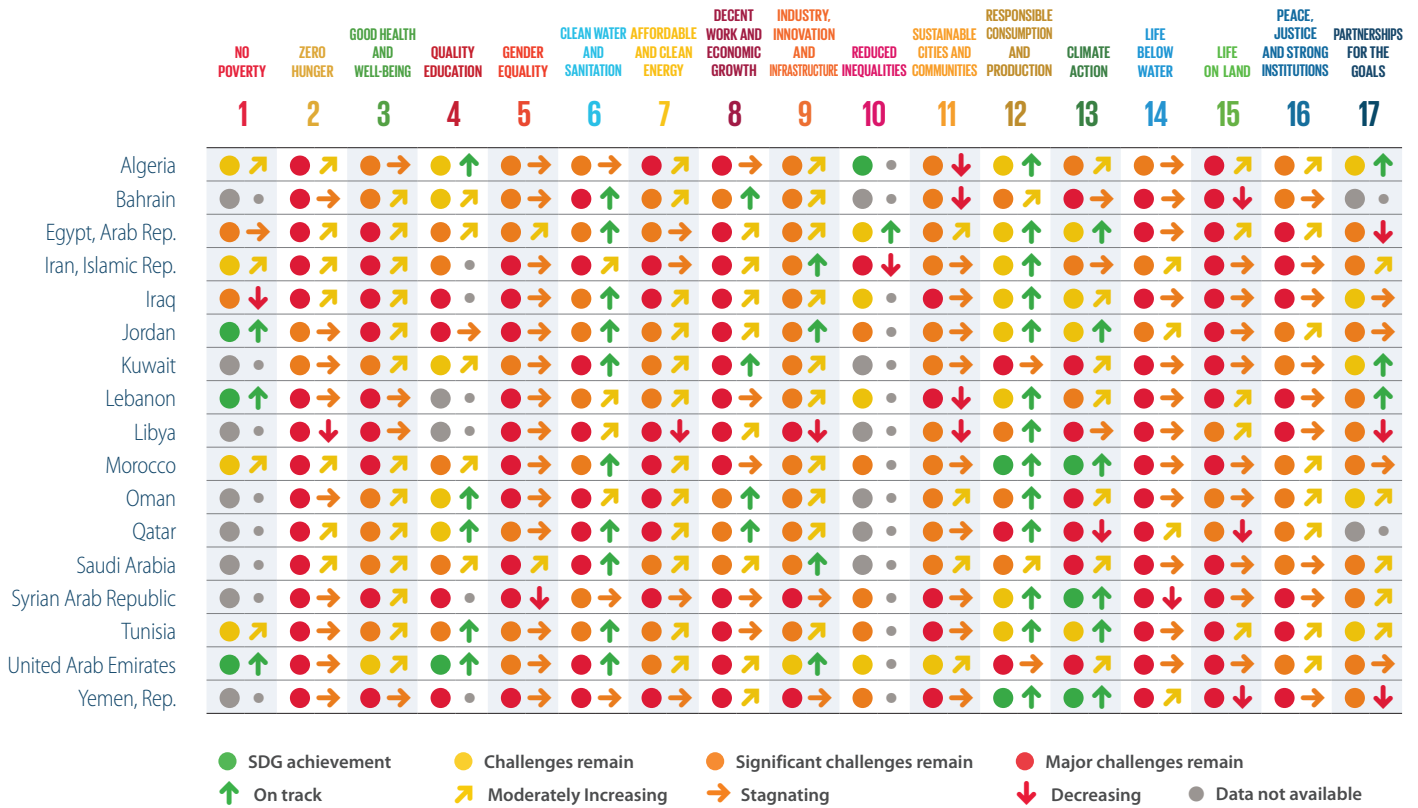 NO
POVERTY
1
ZERO
HUNGER
2
GOOD HEALTH
AND
WELL-BEING
3
QUALITY
EDUCATION
4
GENDER
EQUALITY
5
CLEAN WATER
AND
SANITATION
6
AFFORDABLE
AND CLEAN
ENERGY
7
DECENT
WORK AND
ECONOMIC
GROWTH
8
INDUSTRY,
INNOVATION
AND
INFRASTRUCTURE
9
REDUCED
INEQUALITIES
10
SUSTAINABLE
CITIES AND
COMMUNITIES
11
RESPONSIBLE
CONSUMPTION
AND
PRODUCTION
12
CLIMATE
ACTION
13
LIFE
BELOW
WATER
14
LIFE
ON LAND
15
PEACE,
JUSTICE
AND STRONG
INSTITUTIONS
16
PARTNERSHIPS
FOR THE
GOALS
17
Algeria
Bahrain
Egypt, Arab Rep.
Iran, Islamic Rep.
Iraq
Jordan
Kuwait
Lebanon
Libya
Morocco
Oman
Qatar
Saudi Arabia
Syrian Arab Republic
Tunisia
United Arab Emirates
Yemen, Rep.
SDG achievement
Challenges remain
Significant challenges remain
Major challenges remain
On track
Moderately Increasing
Stagnating
Decreasing
Data not available